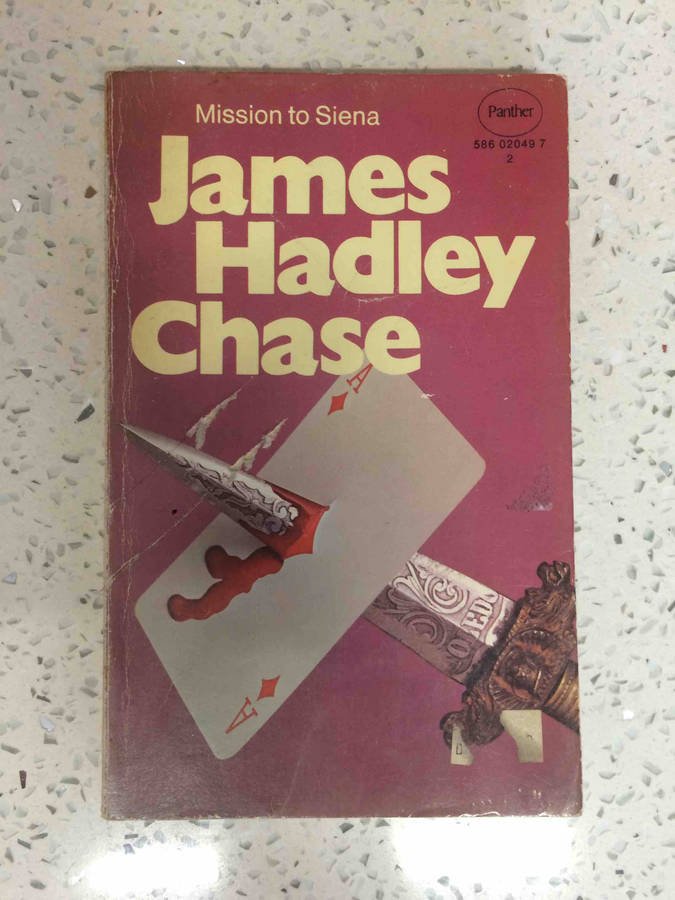 Mission to Siena
Panther
586 02049 7
2
James
Hadley
Chase
A
A